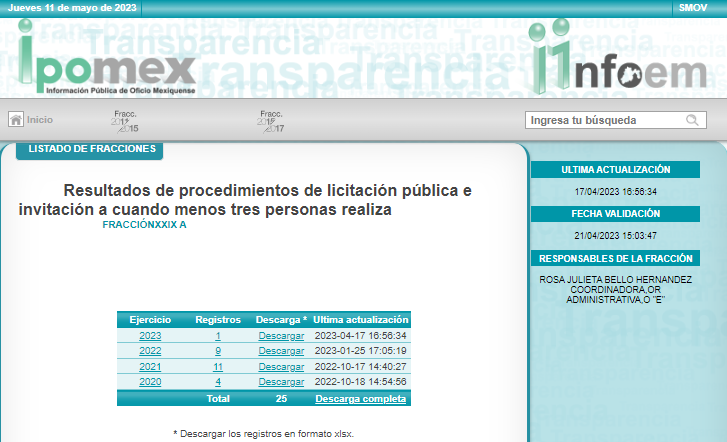 Jueves 11 de mayo de 2023
SMOV
ipomex
Información Pública de Oficio Mexiquense
Transparencia
infoem
Inicio
Fracc.
2015
Fracc.
2017
Ingresa tu búsqueda
LISTADO DE FRACCIONES
Resultados de procedimientos de licitación pública e
invitación a cuando menos tres personas realiza
FRACCIÓNXXIX A
Ejercicio Registros Descarga * Ultima actualización
2023 1 Descargar 2023-04-17 16:56:34
2022 9 Descargar 2023-01-25 17:05:19
2021 11 Descargar 2022-10-17 14:40:27
2020 4 Descargar 2022-10-18 14:54:56
Total 25 Descarga completa
* Descargar los registros en formato xlsx.
ULTIMA ACTUALIZACIÓN
17/04/2023 16:56:34
FECHA VALIDACIÓN
21/04/2023 15:03:47
RESPONSABLES DE LA FRACCIÓN
ROSA JULIETA BELLO HERNANDEZ
COORDINADORA,OR
ADMINISTRATIVA,O "E"